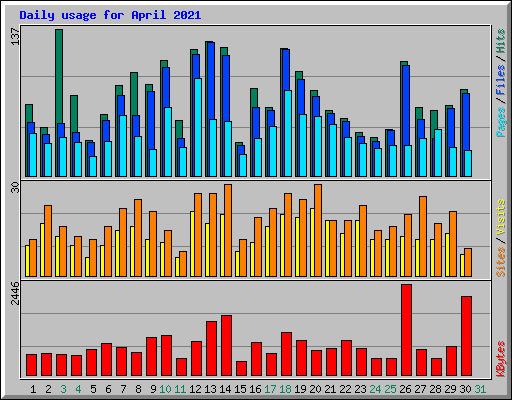 Daily usage for April 2021
137
Pages / Files / Hits
30
Sites / Visits
2446
KBytes
1 2 3 4 5 6 7 8 9 10 11 12 13 14 15 16 17 18 19 20 21 22 23 24 25 26 27 28 29 30 31